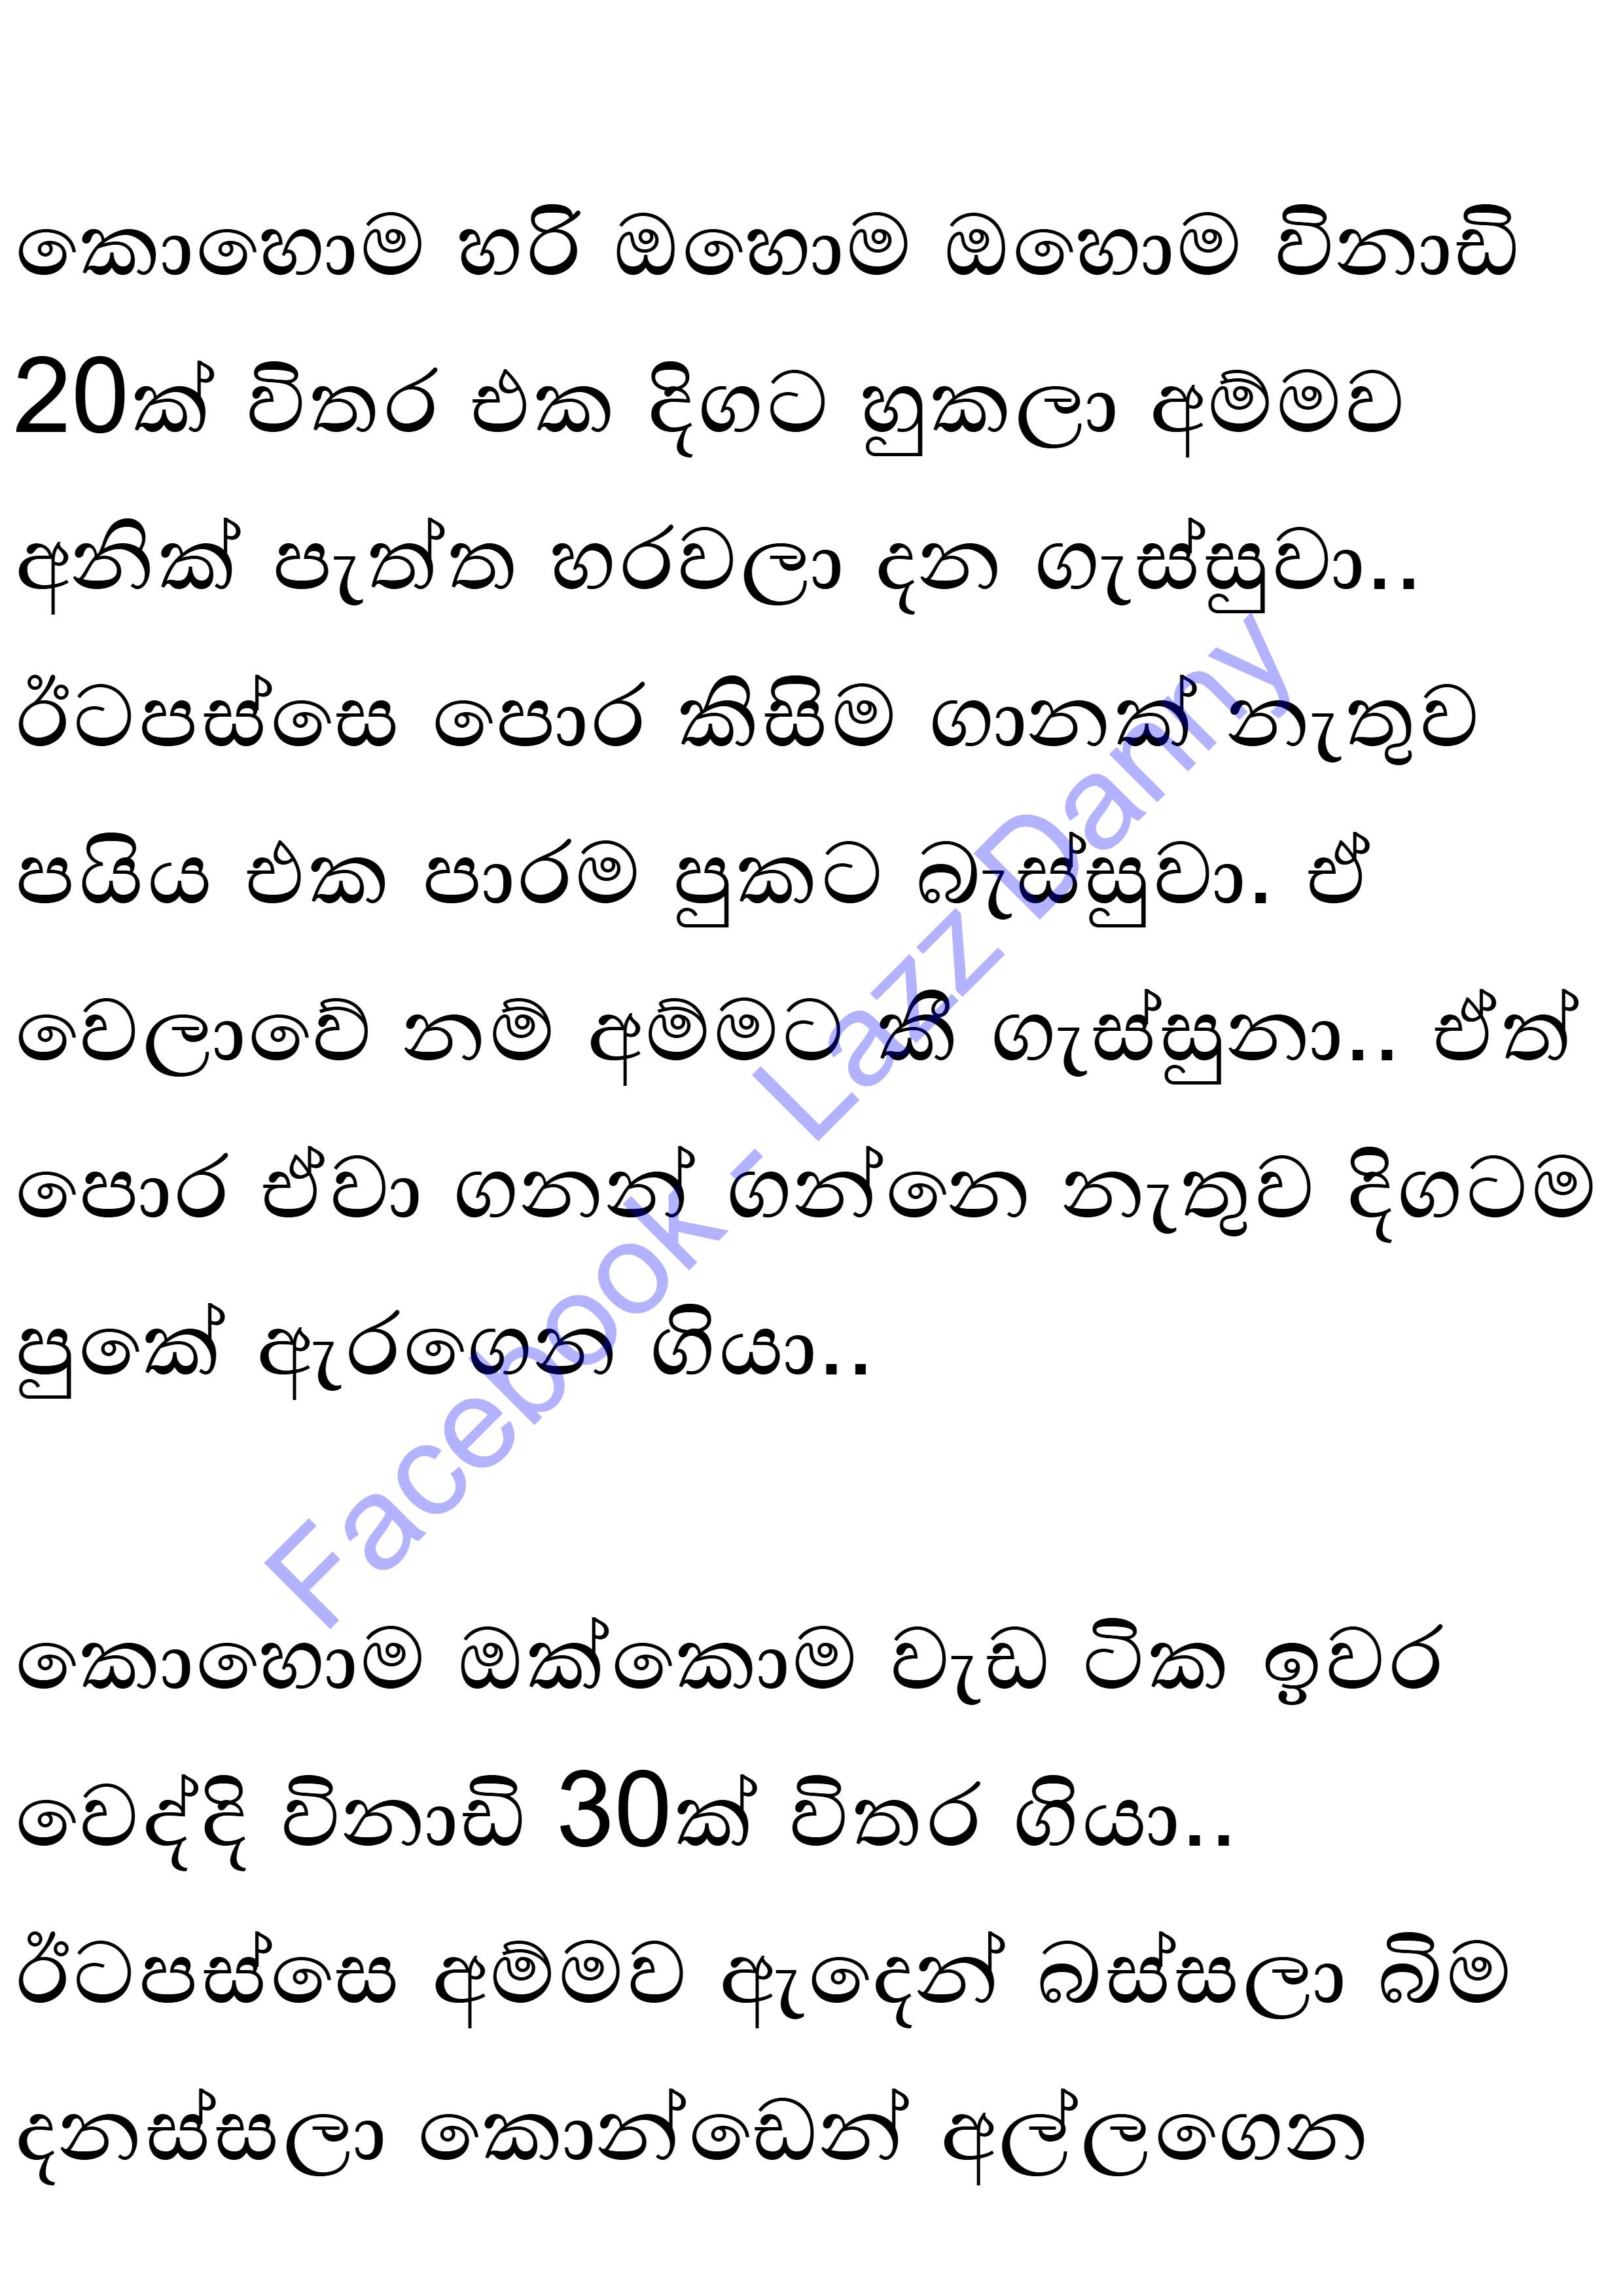 කොහොම හරි ඔහොම ඔහොම විනාඩි
20ක් විතර එක දිගට හුකලා අම්මව
අනික් පැත්ත හරවලා දන ගැස්සුවා..
ඊටපස්සෙ පොර කිසිම ගානක් නැතුව
පයිය එක පාරම පුකට බැස්සුවා. ඒ
වෙලාවේ නම් අම්මට කී ගැස්සුනා.. ඒත්
පොර ඒවා ගනන් ගන්නෙ නැතුව දිගටම
පුකේ ඇරගෙන ගියා..
Facebook - Lazz Danny
කොහොම ඔක්කොම වැඩ ටික ඉවර
වෙද්දි විනාඩි 30ක් විතර ගියා..
ඊටපස්සෙ අම්මව ඇදෙන් බස්සලා බිම
දනස්සලා කොන්ඩෙන් අල්ලගෙන